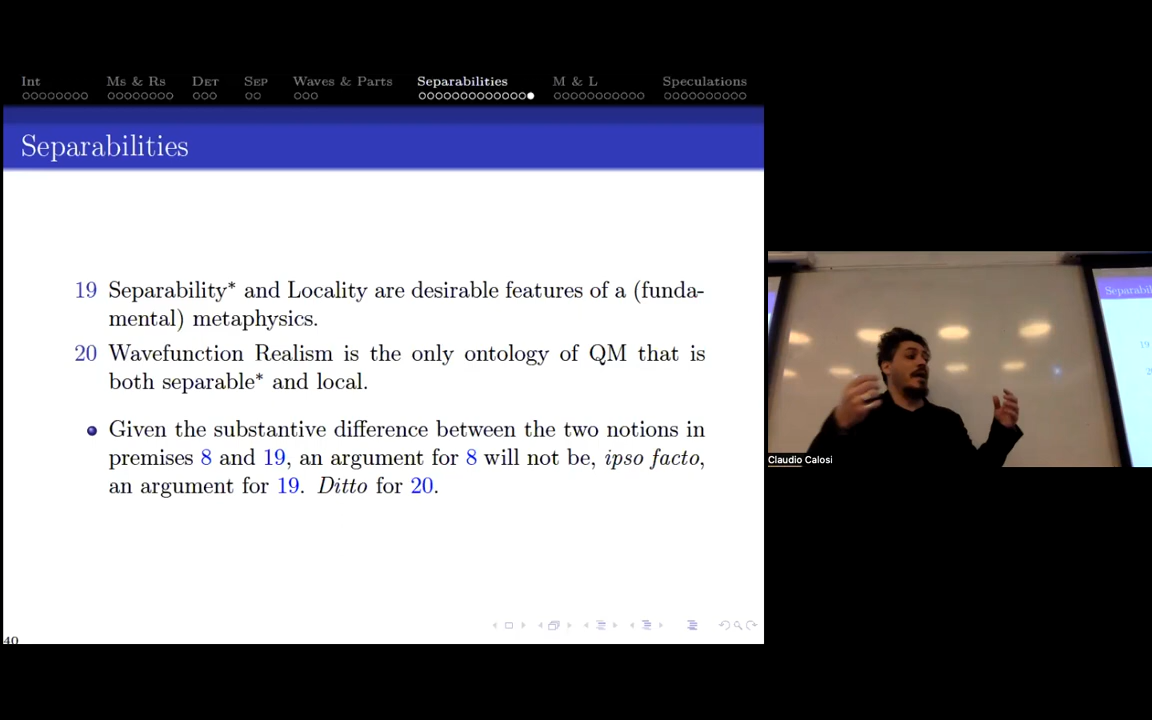 Int Ms & Rs Det Sep Waves & Parts Separabilities M & L Speculations
Separabilities
19 Separability* and Locality are desirable features of a (funda-
mental) metaphysics.
20 Wavefunction Realism is the only ontology of QM that is
both separable* and local.
Given the substantive difference between the two notions in
premises 8 and 19, an argument for 8 will not be, ipso facto,
an argument for 19. Ditto for 20.
40
Separabil
19
Claudio Calosi